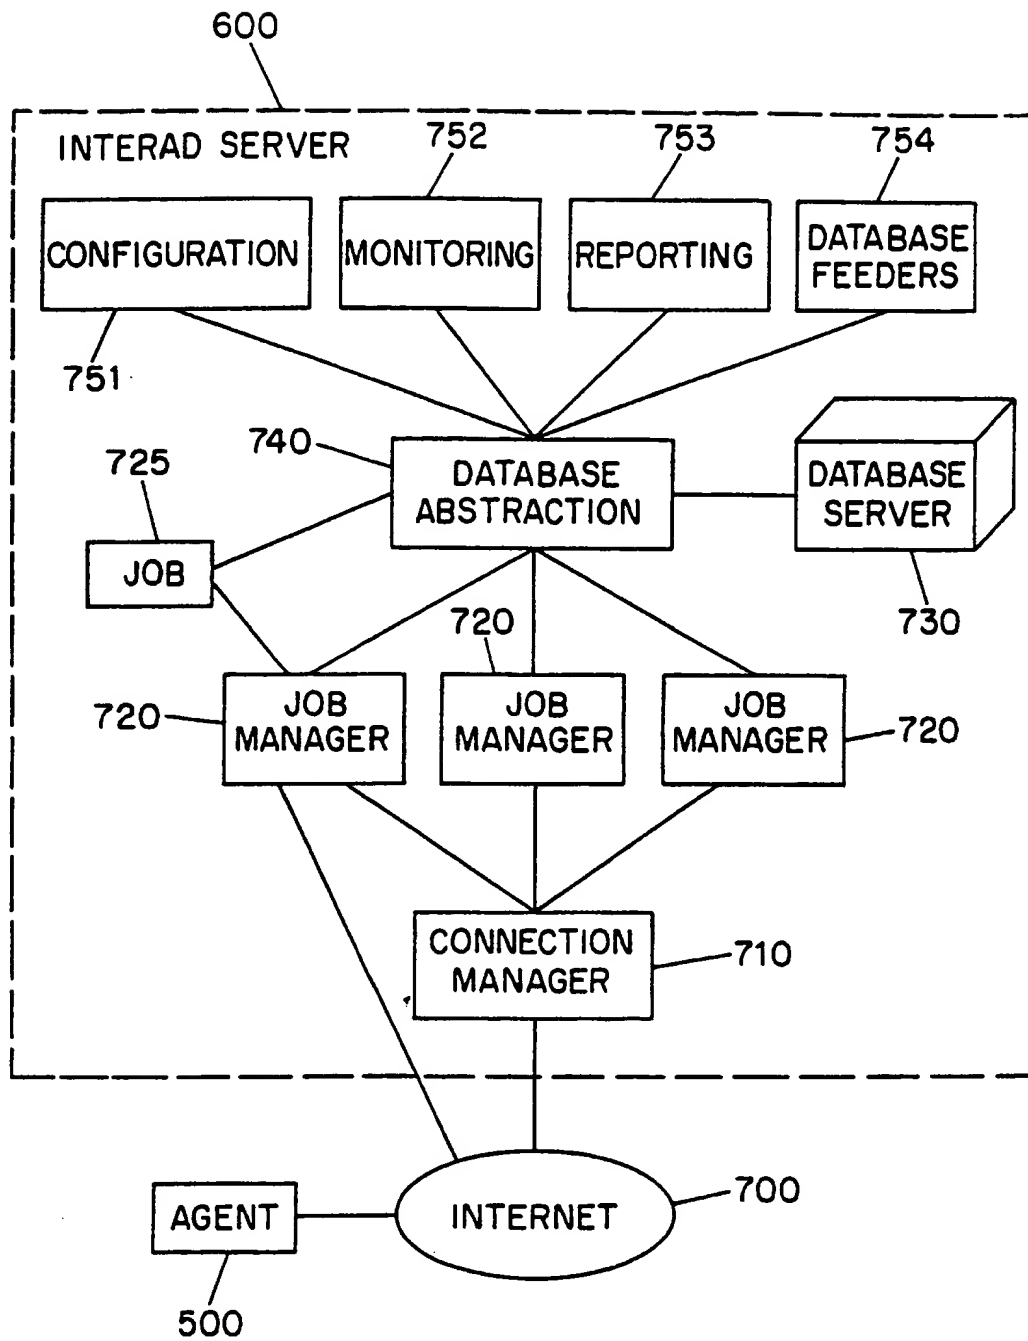 600
INTERAD SERVER
752
753
754
CONFIGURATION
MONITORING
REPORTING
DATABASE
FEEDERS
751
740
725
DATABASE
ABSTRACTION
DATABASE
SERVER
JOB
730
720
720
JOB
MANAGER
JOB
MANAGER
JOB
MANAGER
720
CONNECTION
MANAGER
710
INTERNET
700
AGENT
500